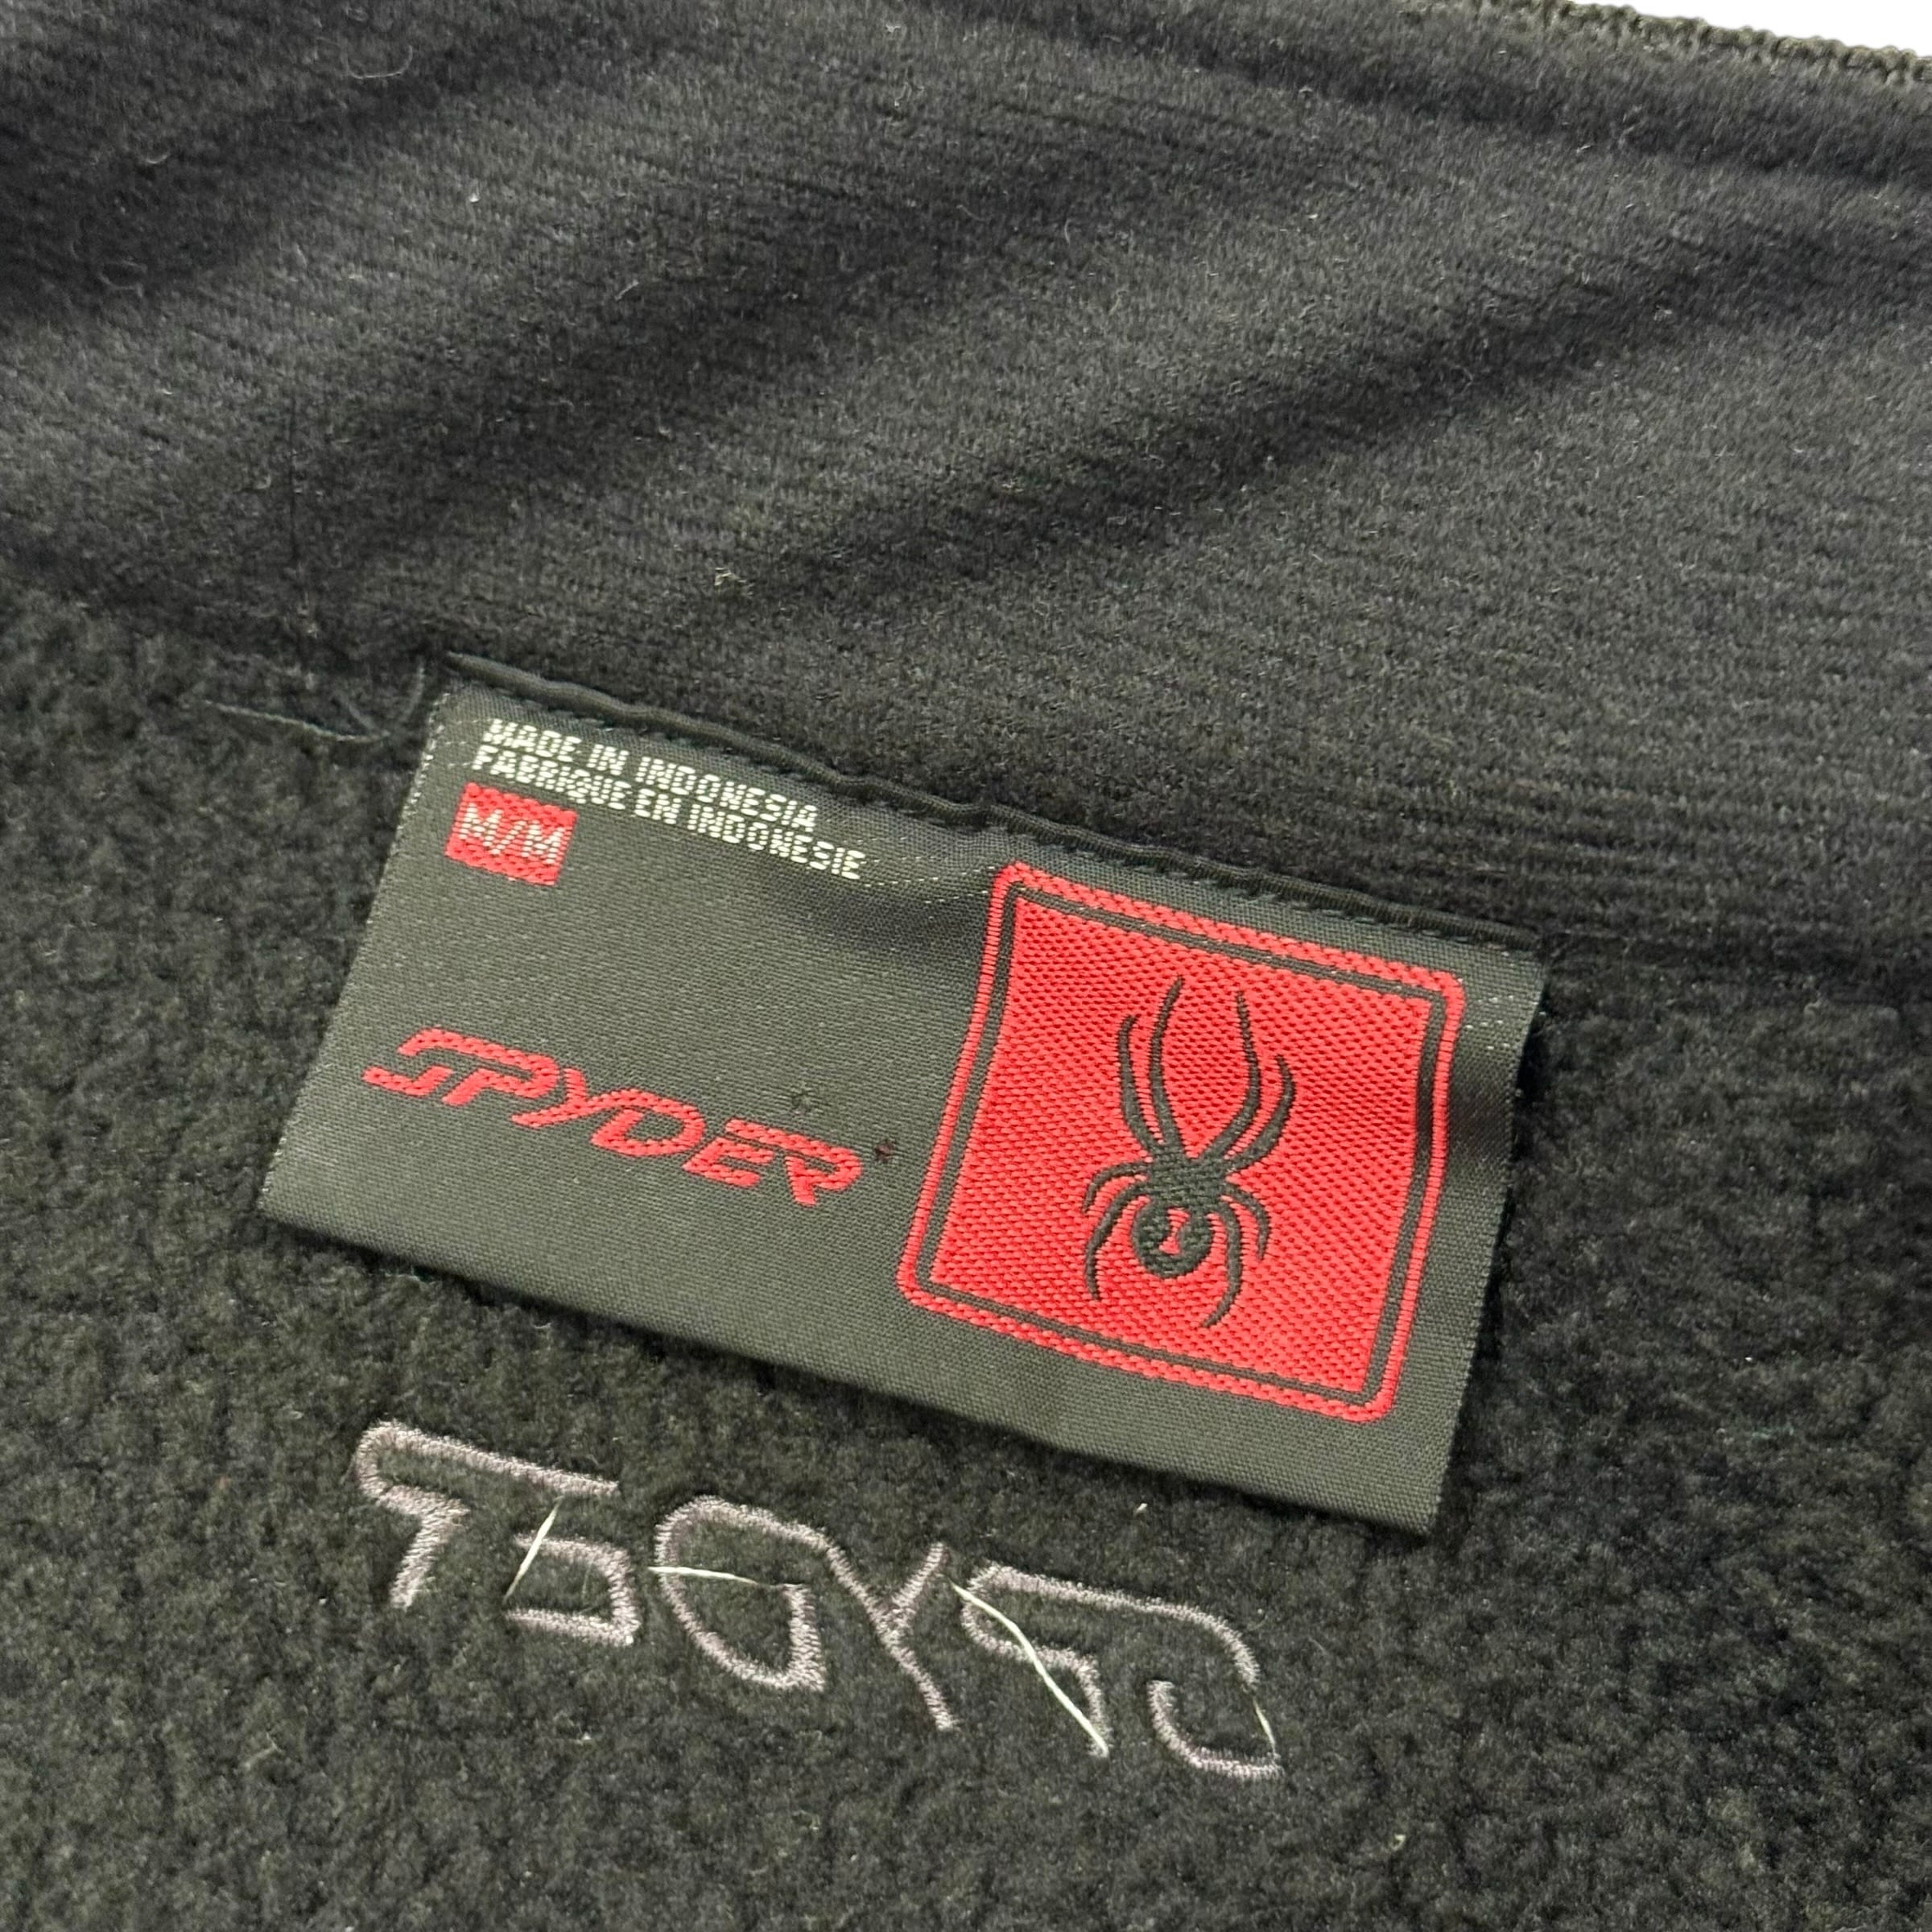 MADE IN INDONESIA
FABRIQUE EN INDONESIE
M/M
SPYDER